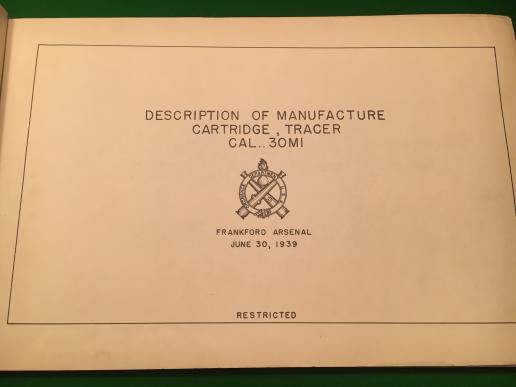 DESCRIPTION OF MANUFACTURE
CARTRIDGE, TRACER
CAL.. 30M1
FRANKFORD ARSENAL
JUNE 30, 1939
RESTRICTED